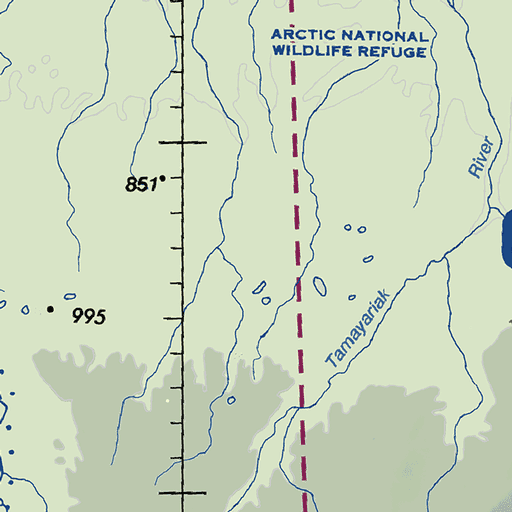 ARCTIC NATIONAL
WILDLIFE REFUGE
River
851
995
Tamayariak